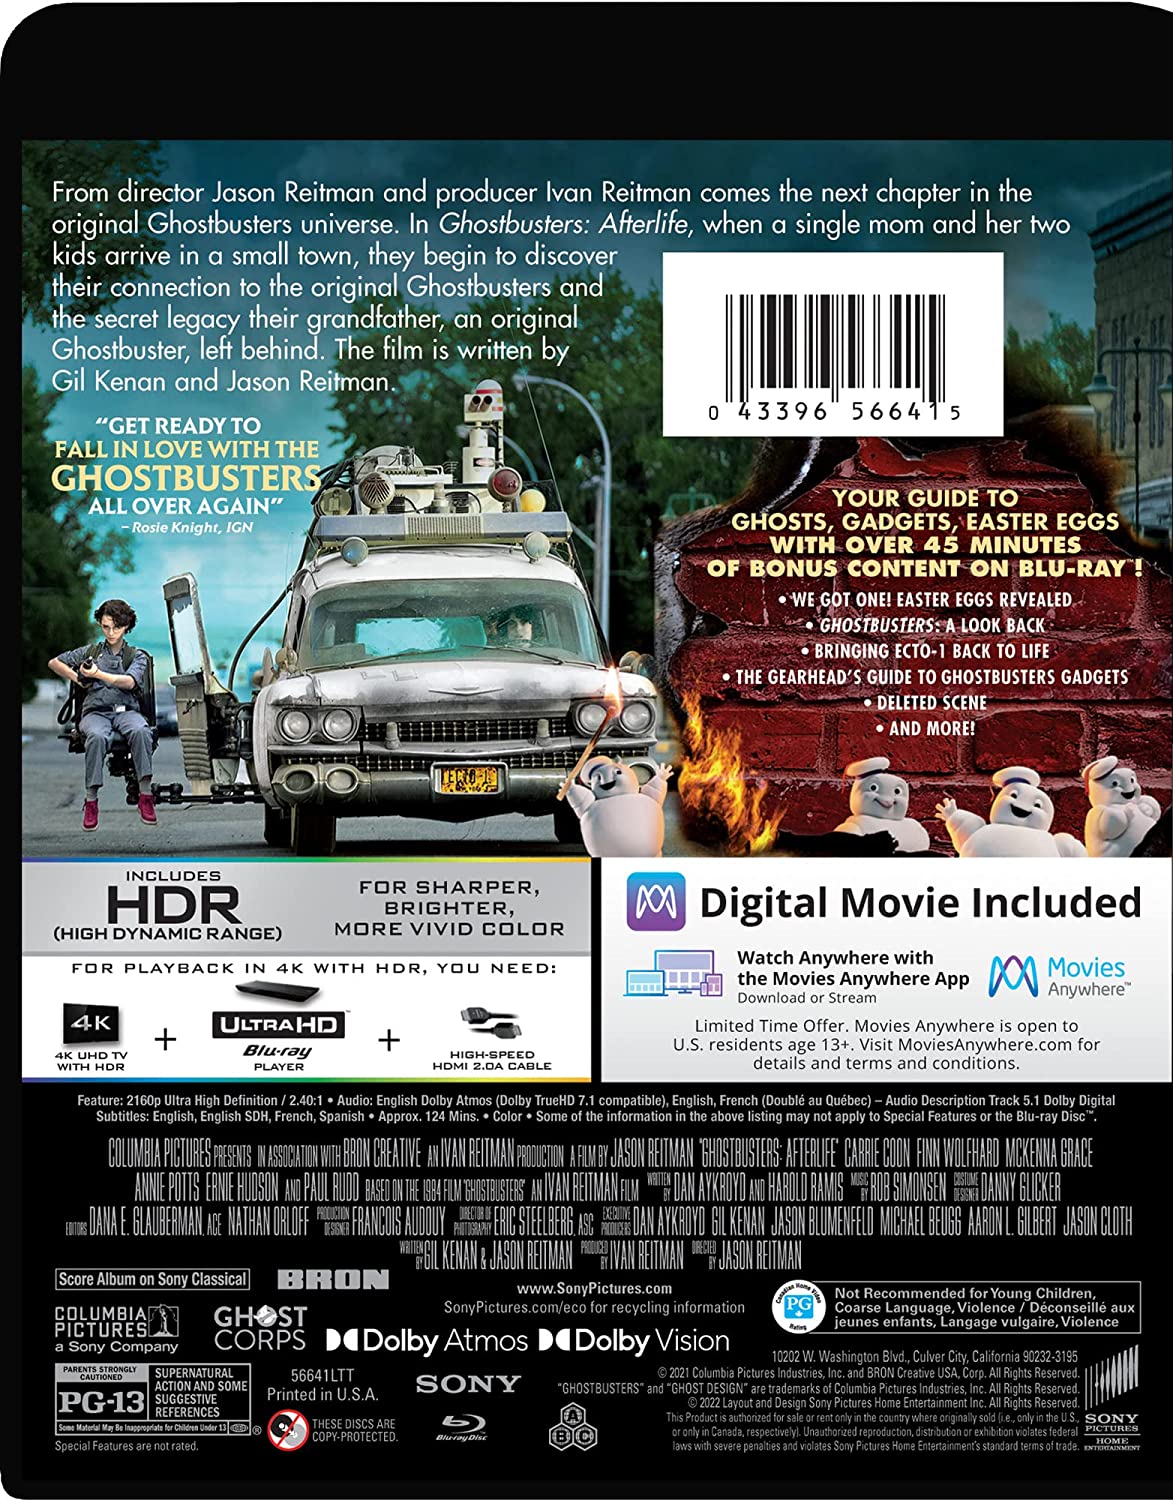 From director Jason Reitman and producer Ivan Reitman comes the next chapter in the
original Ghostbusters universe. In Ghostbusters: Afterlife, when a single mom and her two
kids arrive in a small town, they begin to discover
their connection to the original Ghostbusters and
the secret legacy their grandfather, an original
Ghostbuster, left behind. The film is written by
Gil Kenan and Jason Reitman.
0 43396 56641 5
“GET READY TO
FALL IN LOVE WITH THE
GHOSTBUSTERS
ALL OVER AGAIN”
– Rosie Knight, IGN
YOUR GUIDE TO
GHOSTS, GADGETS, EASTER EGGS
WITH OVER 45 MINUTES
OF BONUS CONTENT ON BLU-RAY™!
• WE GOT ONE! EASTER EGGS REVEALED
• GHOSTBUSTERS: A LOOK BACK
• BRINGING ECTO-1 BACK TO LIFE
• THE GEARHEAD'S GUIDE TO GHOSTBUSTERS GADGETS
• DELETED SCENE
• AND MORE!
ECTO-1
INCLUDES
HDR
(HIGH DYNAMIC RANGE)
FOR SHARPER,
BRIGHTER,
MORE VIVID COLOR
FOR PLAYBACK IN 4K WITH HDR, YOU NEED:
4K
4K UHD TV
WITH HDR
+
ULTRA HD
Blu-ray
PLAYER
+
HIGH-SPEED
HDMI 2.0A CABLE
Digital Movie Included
Watch Anywhere with
the Movies Anywhere App
Download or Stream
Movies
Anywhere™
Limited Time Offer. Movies Anywhere is open to
U.S. residents age 13+. Visit MoviesAnywhere.com for
details and terms and conditions.
Feature: 2160p Ultra High Definition / 2.40:1 • Audio: English Dolby Atmos (Dolby TrueHD 7.1 compatible), English, French (Doublé au Québec) – Audio Description Track 5.1 Dolby Digital
Subtitles: English, English SDH, French, Spanish • Approx. 124 Mins. • Color • Some of the information in the above listing may not apply to Special Features or the Blu-ray Disc™.
COLUMBIA PICTURES PRESENTS IN ASSOCIATION WITH BRON CREATIVE AN IVAN REITMAN PRODUCTION A FILM BY JASON REITMAN "GHOSTBUSTERS: AFTERLIFE" CARRIE COON FINN WOLFHARD MCKENNA GRACE
ANNIE POTTS ERNIE HUDSON AND PAUL RUDD BASED ON THE 1984 FILM "GHOSTBUSTERS" AN IVAN REITMAN FILM WRITTEN BY DAN AYKROYD AND HAROLD RAMIS MUSIC BY ROB SIMONSEN COSTUME DESIGNER DANNY GLICKER
EDITORS DANA E. GLAUBERMAN, ACE NATHAN ORLOFF PRODUCTION DESIGNER FRANÇOIS AUDOUY DIRECTOR OF PHOTOGRAPHY ERIC STEELBERG, ASC EXECUTIVE PRODUCERS DAN AYKROYD GIL KENAN JASON BLUMENFELD MICHAEL BEUGG AARON L. GILBERT JASON CLOTH
WRITTEN BY GIL KENAN & JASON REITMAN PRODUCED BY IVAN REITMAN DIRECTED BY JASON REITMAN
Score Album on Sony Classical
BRON
www.SonyPictures.com
SonyPictures.com/eco for recycling information
Canadian Home Video
PG
Rating
Not Recommended for Young Children,
Coarse Language, Violence / Déconseillé aux
jeunes enfants, Langage vulgaire, Violence
COLUMBIA
PICTURES
a Sony Company
GHOST
CORPS
Dolby Atmos
Dolby Vision
PARENTS STRONGLY CAUTIONED
PG-13
SUPERNATURAL
ACTION AND SOME
SUGGESTIVE
REFERENCES
Some Material May Be Inappropriate for Children Under 13
®
Special Features are not rated.
56641LTT
Printed in U.S.A.
THESE DISCS ARE
COPY-PROTECTED.
SONY
Blu-ray Disc
A
B C
10202 W. Washington Blvd., Culver City, California 90232-3195
© 2021 Columbia Pictures Industries, Inc. and BRON Creative USA, Corp. All Rights Reserved.
"GHOSTBUSTERS" and "GHOST DESIGN" are trademarks of Columbia Pictures Industries, Inc. All Rights Reserved.
© 2022 Layout and Design Sony Pictures Home Entertainment Inc. All Rights Reserved.
This Product is authorized for sale or rent only in the country where originally sold (i.e., only in the U.S.,
or only in Canada, respectively). Unauthorized reproduction, distribution or exhibition violates federal
laws with severe penalties and violates Sony Pictures Home Entertainment's standard terms of trade.
SONY
PICTURES
HOME
ENTERTAINMENT